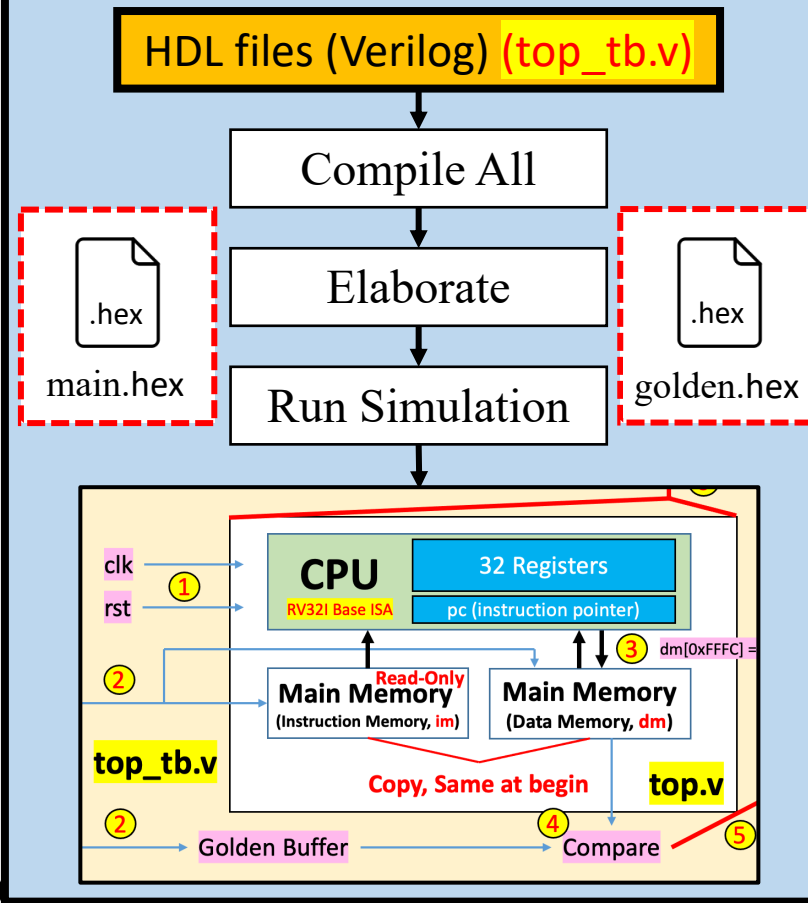 HDL files (Verilog) (top_tb.v)
Compile All
.hex
main.hex
Elaborate
.hex
golden.hex
Run Simulation
clk
rst
1
CPU
RV32I Base ISA
32 Registers
pc (instruction pointer)
2
3
dm[0xFFFC] =
Read-Only
Main Memory
(Instruction Memory, im)
Main Memory
(Data Memory, dm)
top_tb.v
Copy, Same at begin
top.v
2
Golden Buffer
4
Compare
5